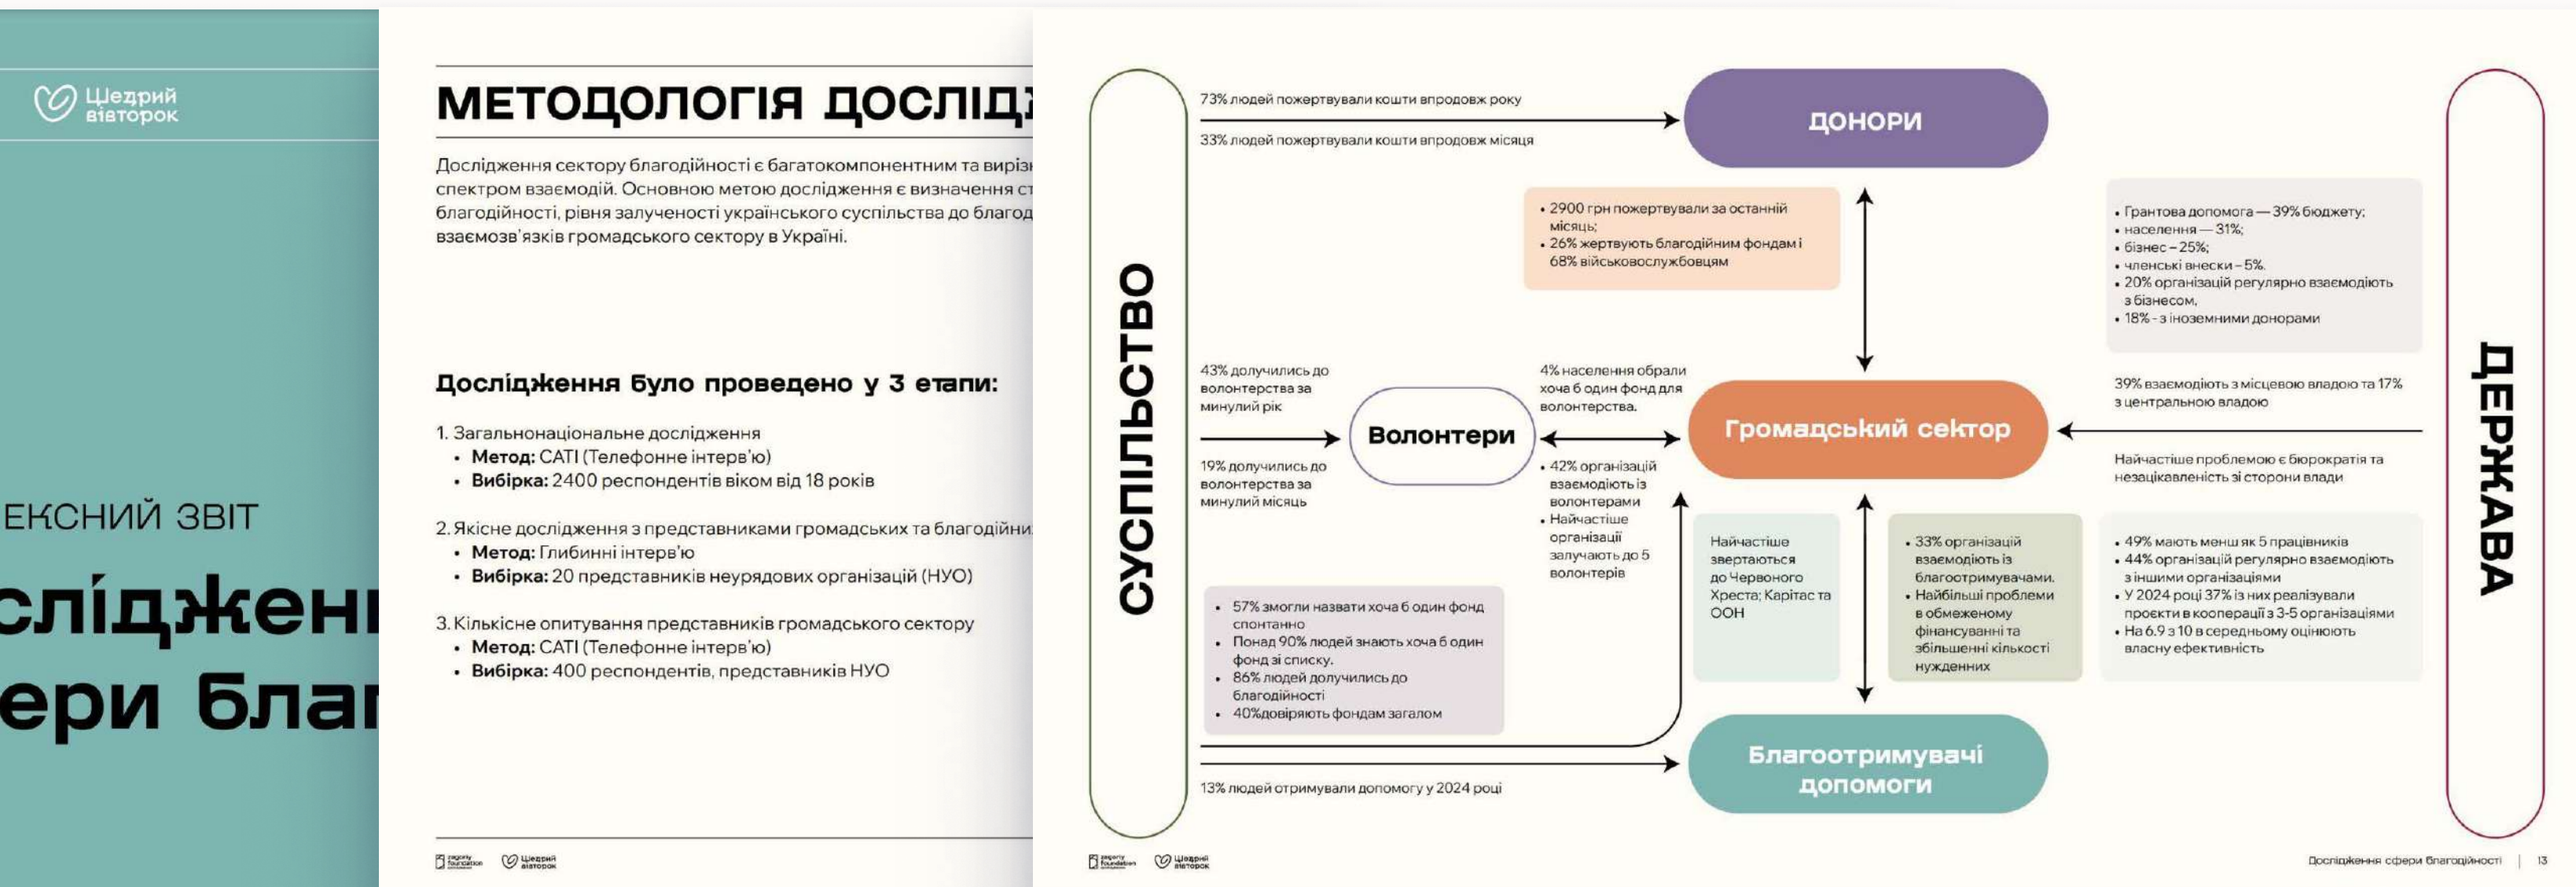 Щедрий
вівторок
ЕКСНИЙ ЗВІТ
МЕТОДОЛОГІЯ
Дослідження сектору благодійності є багатокомпонентним та
спектром взаємодій. Основною метою дослідження є визначення
благодійності, рівня залученості українського суспільства до
взаємозв'язків громадського сектору в Україні.
Дослідження було проведено у 3 етапи:
1. Загальнонаціональне дослідження
• Метод: CATI (Телефонне інтерв'ю)
• Вибірка: 2400 респондентів віком від 18 років
2. Якісне дослідження з представниками громадських та
• Метод: Глибинні інтерв'ю
• Вибірка: 20 представників неурядових організацій (НУО)
3. Кількісне опитування представників громадського сектору
• Метод: CATI (Телефонне інтерв'ю)
• Вибірка: 400 респондентів, представників НУО
zagoriy
foundation
Щедрий
вівторок
СУСПІЛЬСТВО
73% людей пожертвували кошти впродовж року
33% людей пожертвували кошти впродовж місяця
ДОНОРИ
• 2900 грн пожертвували за останній
місяць;
• 26% жертвують благодійним фондам і
68% військовослужбовцям
• Грантова допомога — 39% бюджету;
• населення — 31%;
• бізнес – 25%;
• членські внески – 5%.
• 20% організацій регулярно взаємодіють
з бізнесом,
• 18% - з іноземними донорами
43% долучились до
волонтерства за
минулий рік
19% долучились до
волонтерства за
минулий місяць
Волонтери
4% населення обрали
хоча б один фонд для
волонтерства.
• 42% організацій
взаємодіють із
волонтерами
• Найчастіше
організації
залучають до 5
волонтерів
Громадський сектор
39% взаємодіють з місцевою владою та 17%
з центральною владою
Найчастіше проблемою є бюрократія та
незацікавленість зі сторони влади
ДЕРЖАВА
• 57% змогли назвати хоча б один фонд
спонтанно
• Понад 90% людей знають хоча б один
фонд зі списку.
• 86% людей долучились до
благодійності
• 40%довіряють фондам загалом
Найчастіше
звертаються
до Червоного
Хреста; Карітас та
ООН
• 33% організацій
взаємодіють із
благоотримувачами.
• Найбільші проблеми
в обмеженому
фінансуванні та
збільшенні кількості
нужденних
• 49% мають менш як 5 працівників
• 44% організацій регулярно взаємодіють
з іншими організаціями
• У 2024 році 37% із них реалізували
проєкти в кооперації з 3-5 організаціями
• На 6.9 з 10 в середньому оцінюють
власну ефективність
13% людей отримували допомогу у 2024 році
Благоотримувачі
допомоги
zagoriy
foundation
Щедрий
вівторок
Дослідження сфери благодійності | 13